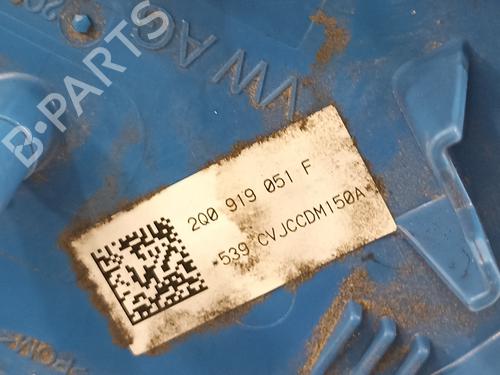 B-PARTS
VW AG
2Q0 919 051 F
539 CVJCCDM150A